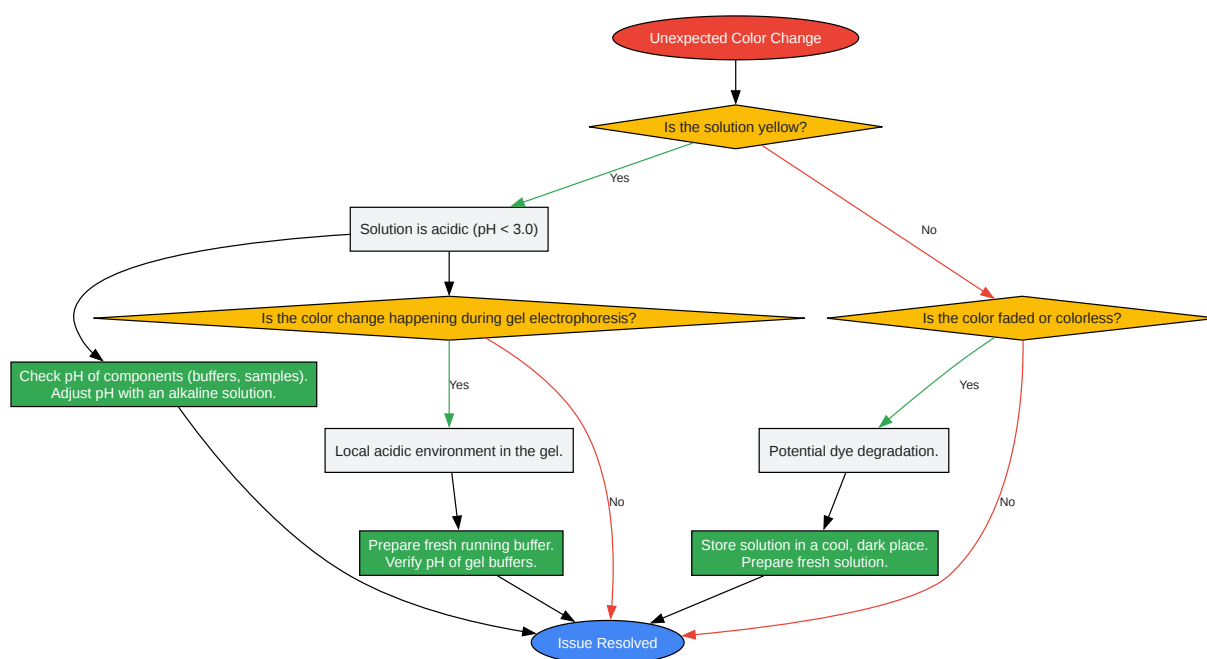 Unexpected Color Change
Is the solution yellow?
Yes
Solution is acidic (pH < 3.0)
No
Is the color change happening during gel electrophoresis?
Is the color faded or colorless?
Check pH of components (buffers, samples).
Adjust pH with an alkaline solution.
Yes
Yes
Local acidic environment in the gel.
Potential dye degradation.
No
No
Prepare fresh running buffer.
Verify pH of gel buffers.
Store solution in a cool, dark place.
Prepare fresh solution.
Issue Resolved